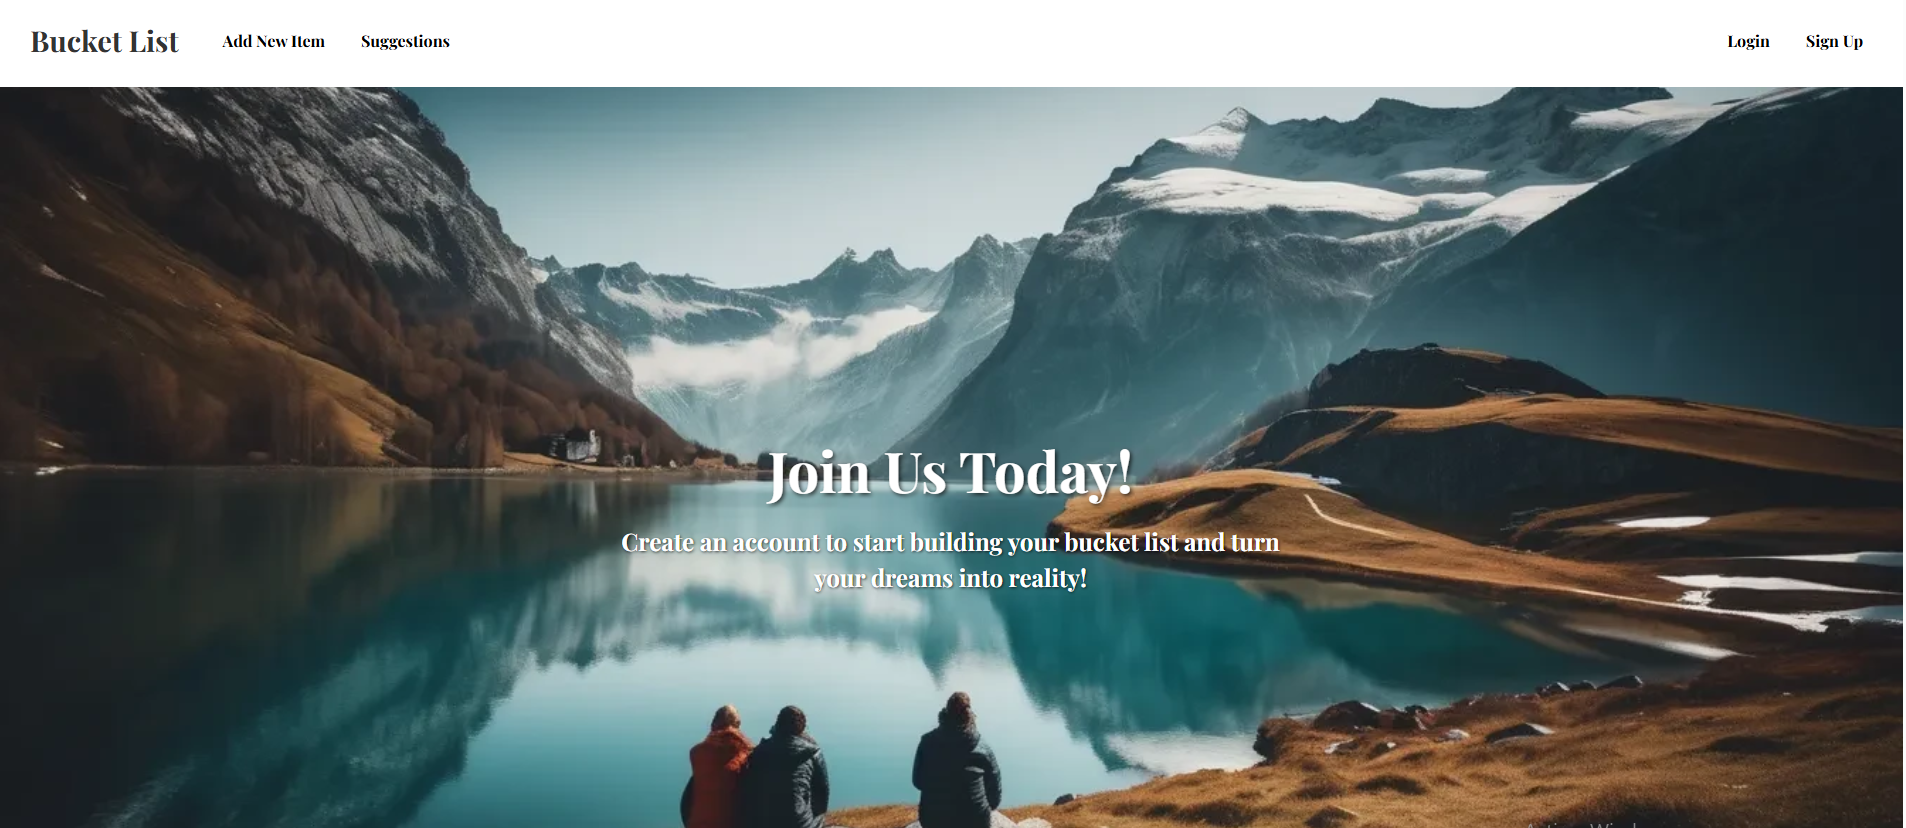 Bucket List Add New Item Suggestions Login Sign Up
Join Us Today!
Create an account to start building your bucket list and turn
your dreams into reality!